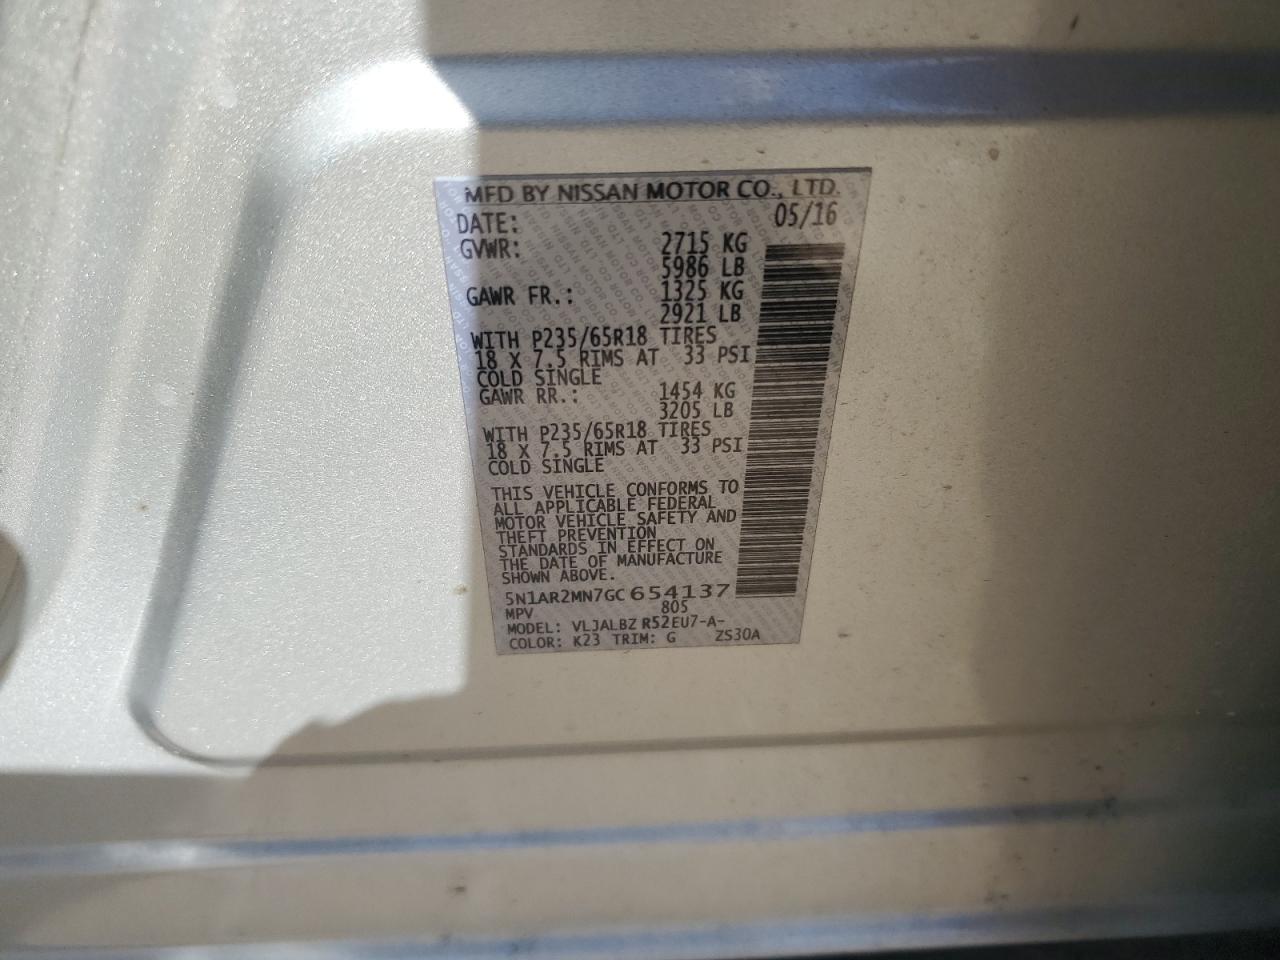 MFD BY NISSAN MOTOR CO., LTD.
DATE: 05/16
GVWR: 2715 KG
5986 LB
GAWR FR.: 1325 KG
2921 LB
WITH P235/65R18 TIRES
18 X 7.5 RIMS AT 33 PSI
COLD SINGLE
GAWR RR.: 1454 KG
3205 LB
WITH P235/65R18 TIRES
18 X 7.5 RIMS AT 33 PSI
COLD SINGLE
THIS VEHICLE CONFORMS TO
ALL APPLICABLE FEDERAL
MOTOR VEHICLE SAFETY AND
THEFT PREVENTION
STANDARDS IN EFFECT ON
THE DATE OF MANUFACTURE
SHOWN ABOVE.
5N1AR2MN7GC654137
MPV 805
MODEL: VLJALBZ R52EU7-A-
COLOR: K23 TRIM: G ZS30A